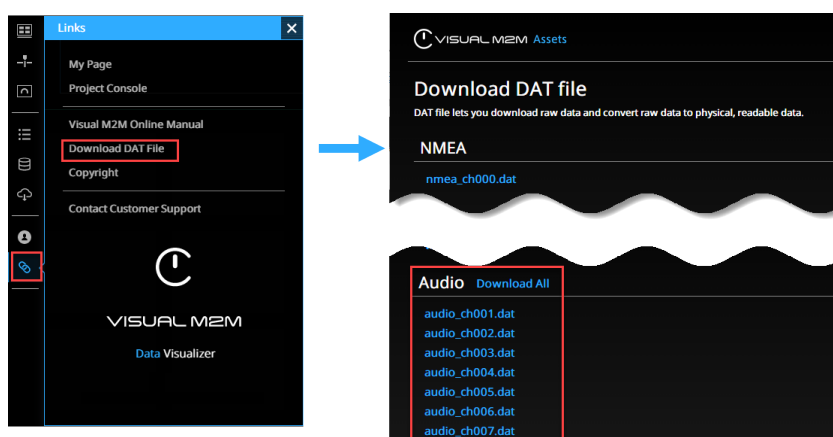 Links
My Page
Project Console
Visual M2M Online Manual
Download DAT File
Copyright
Contact Customer Support
VISUAL M2M
Data Visualizer
VISUAL M2M Assets
Download DAT file
DAT file lets you download raw data and convert raw data to physical, readable data.
NMEA
nmea_ch000.dat
Audio Download All
audio_ch001.dat
audio_ch002.dat
audio_ch003.dat
audio_ch004.dat
audio_ch005.dat
audio_ch006.dat
audio_ch007.dat